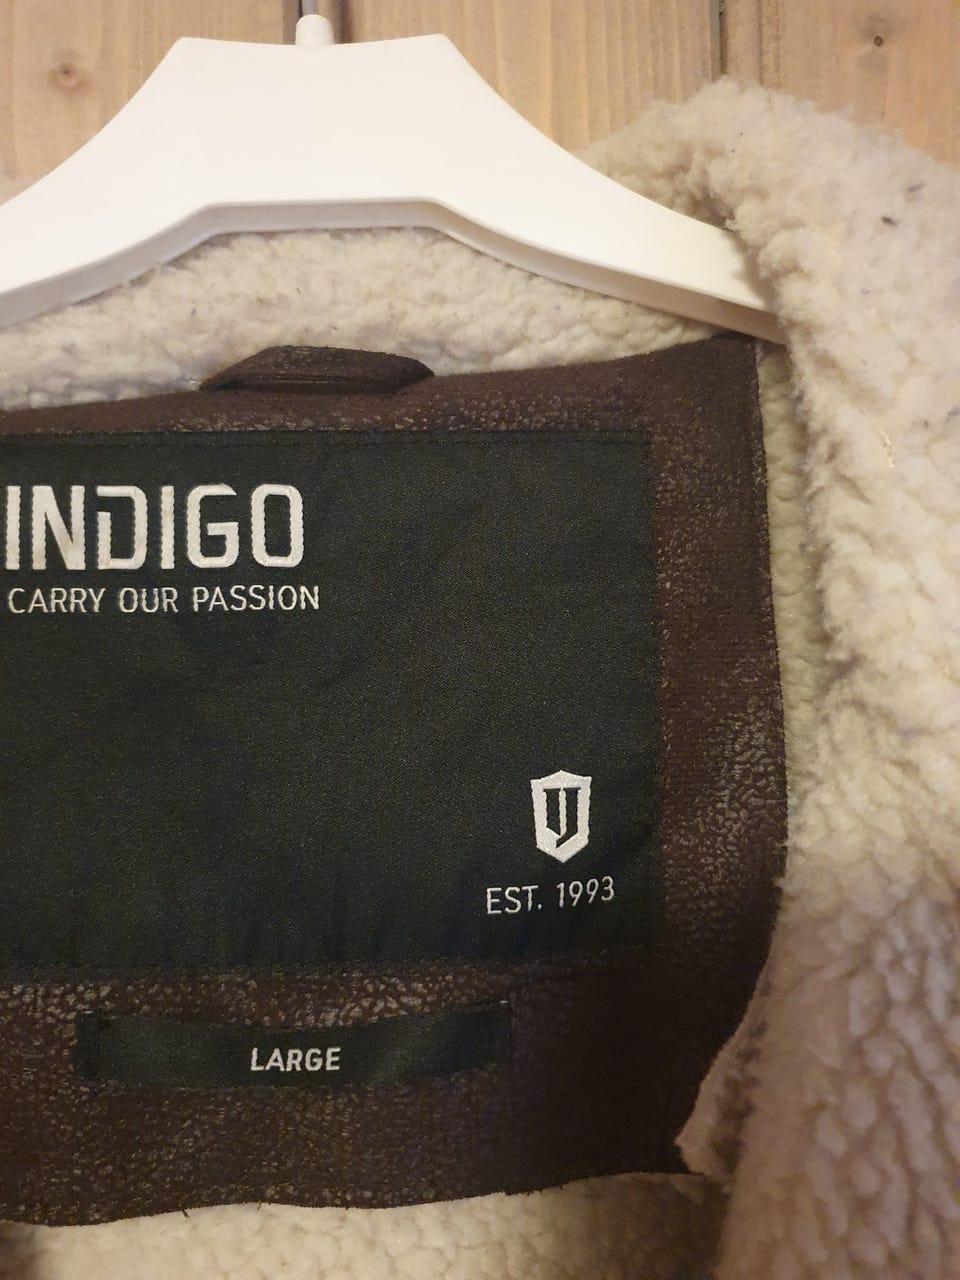 INDIGO
CARRY OUR PASSION
EST. 1993
LARGE